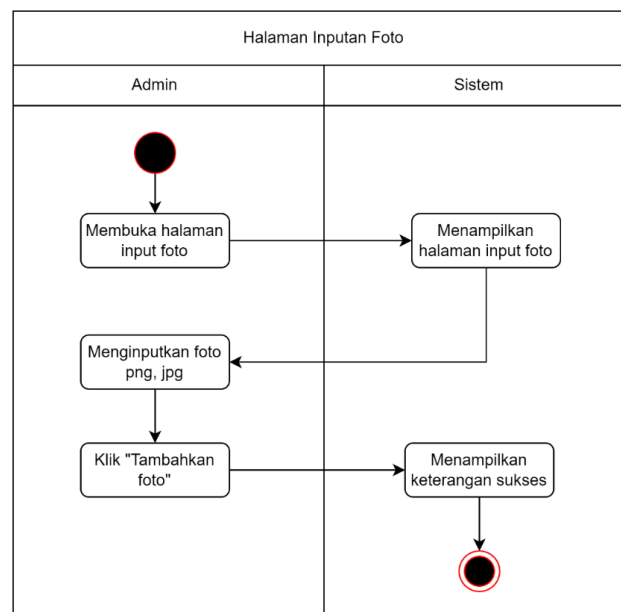 Halaman Inputan Foto
Admin
Sistem
Membuka halaman
input foto
Menampilkan
halaman input foto
Menginputkan foto
png, jpg
Klik "Tambahkan
foto"
Menampilkan
keterangan sukses